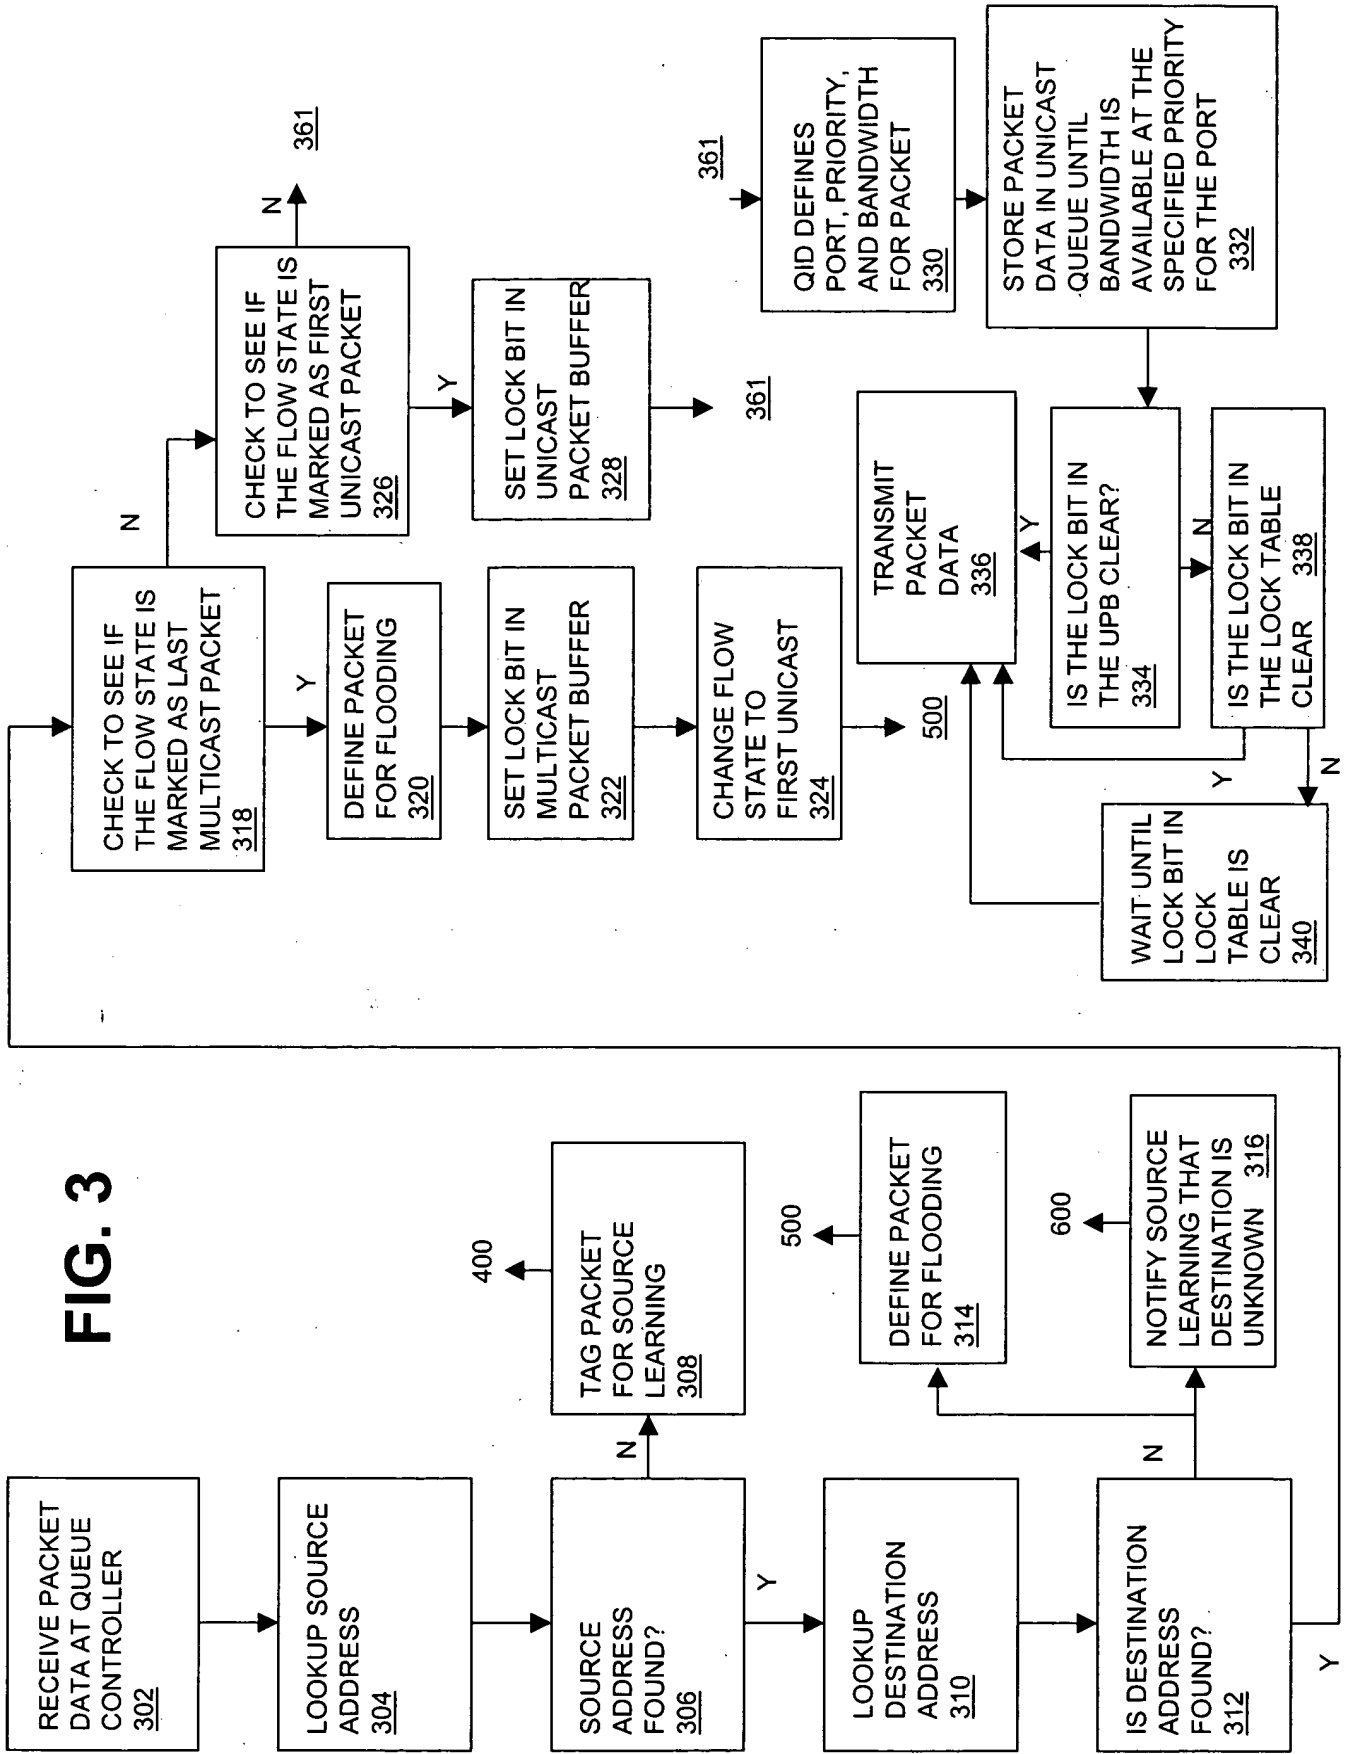 FIG. 3
RECEIVE PACKET
DATA AT QUEUE
CONTROLLER
302
LOOKUP SOURCE
ADDRESS
304
SOURCE
ADDRESS
FOUND?
306
N
TAG PACKET
FOR SOURCE
LEARNING
308
400
Y
LOOKUP
DESTINATION
ADDRESS
310
IS DESTINATION
ADDRESS
FOUND?
312
N
DEFINE PACKET
FOR FLOODING
314
500
NOTIFY SOURCE
LEARNING THAT
DESTINATION IS
UNKNOWN 316
600
Y
CHECK TO SEE IF
THE FLOW STATE IS
MARKED AS LAST
MULTICAST PACKET
318
N
Y
DEFINE PACKET
FOR FLOODING
320
SET LOCK BIT IN
MULTICAST
PACKET BUFFER
322
CHANGE FLOW
STATE TO
FIRST UNICAST
324
500
CHECK TO SEE IF
THE FLOW STATE IS
MARKED AS FIRST
UNICAST PACKET
326
N
361
Y
SET LOCK BIT IN
UNICAST
PACKET BUFFER
328
361
361
QID DEFINES
PORT, PRIORITY,
AND BANDWIDTH
FOR PACKET
330
STORE PACKET
DATA IN UNICAST
QUEUE UNTIL
BANDWIDTH IS
AVAILABLE AT THE
SPECIFIED PRIORITY
FOR THE PORT
332
TRANSMIT
PACKET
DATA
336
Y
IS THE LOCK BIT IN
THE UPB CLEAR?
334
N
IS THE LOCK BIT IN
THE LOCK TABLE
CLEAR 338
Y
N
WAIT UNTIL
LOCK BIT IN
LOCK
TABLE IS
CLEAR
340